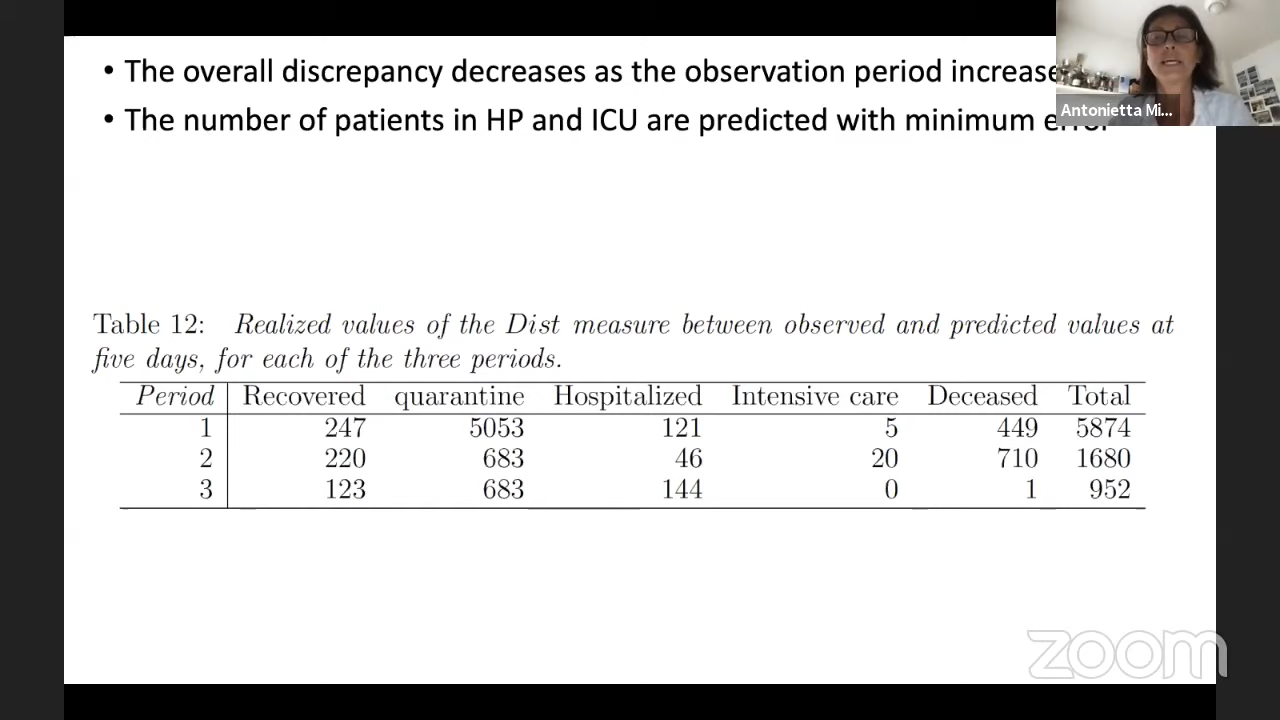 • The overall discrepancy decreases as the observation period increase
• The number of patients in HP and ICU are predicted with minimum error
Antonietta Mi...
Table 12: Realized values of the Dist measure between observed and predicted values at
five days, for each of the three periods.
Period Recovered quarantine Hospitalized Intensive care Deceased Total
1 247 5053 121 5 449 5874
2 220 683 46 20 710 1680
3 123 683 144 0 1 952
zoom